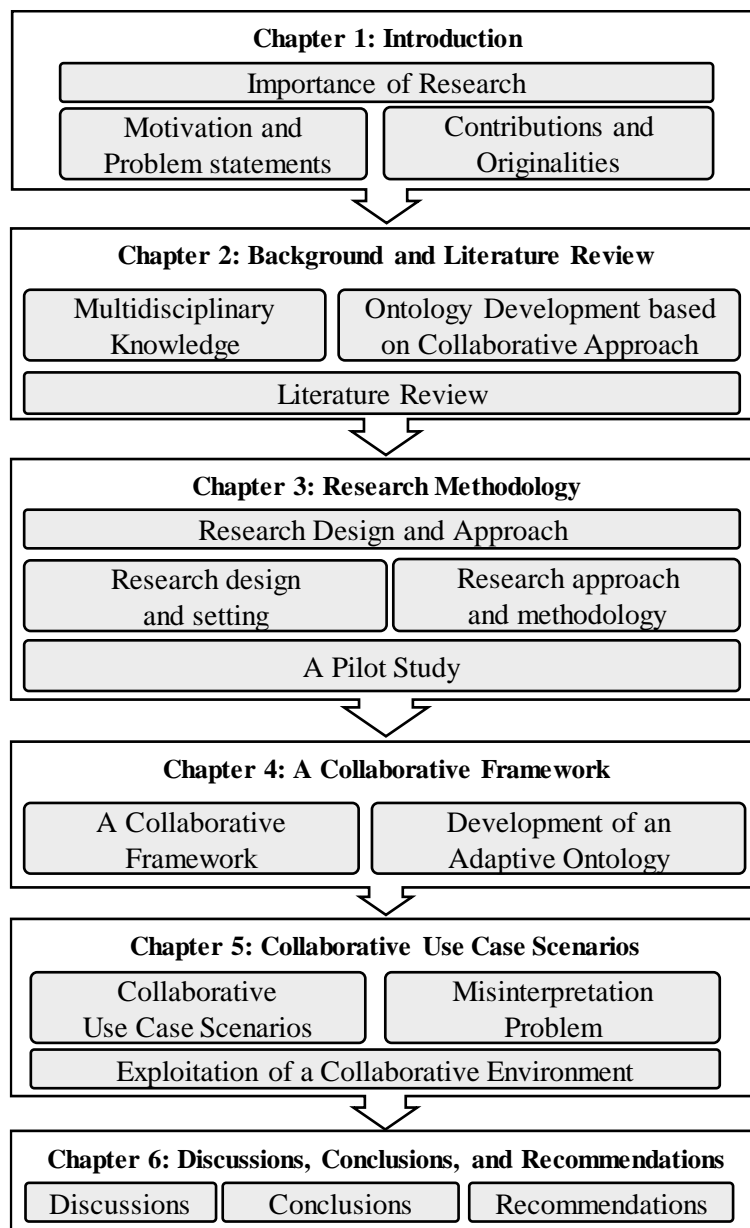 Chapter 1: Introduction
Importance of Research
Motivation and
Problem statements
Contributions and
Originalities
Chapter 2: Background and Literature Review
Multidisciplinary
Knowledge
Ontology Development based
on Collaborative Approach
Literature Review
Chapter 3: Research Methodology
Research Design and Approach
Research design
and setting
Research approach
and methodology
A Pilot Study
Chapter 4: A Collaborative Framework
A Collaborative
Framework
Development of an
Adaptive Ontology
Chapter 5: Collaborative Use Case Scenarios
Collaborative
Use Case Scenarios
Misinterpretation
Problem
Exploitation of a Collaborative Environment
Chapter 6: Discussions, Conclusions, and Recommendations
Discussions
Conclusions
Recommendations